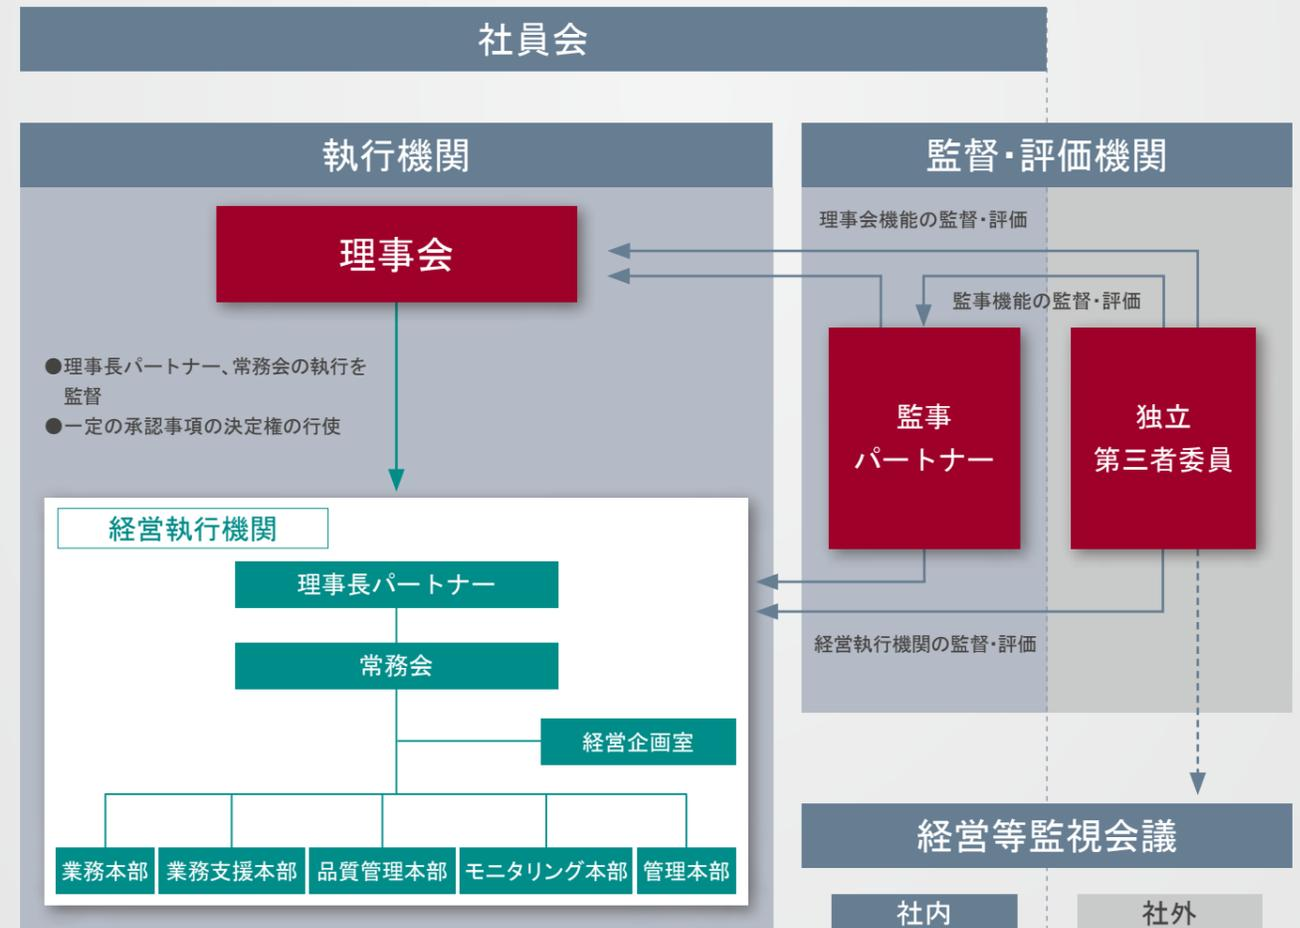 社員会
執行機関
監督・評価機関
理事会
理事会機能の監督・評価
監事機能の監督・評価
●理事長パートナー、常務会の執行を
監督
●一定の承認事項の決定権の行使
監事
パートナー
独立
第三者委員
経営執行機関
理事長パートナー
常務会
経営企画室
業務本部
業務支援本部
品質管理本部
モニタリング本部
管理本部
経営執行機関の監督・評価
経営等監視会議
社内
社外